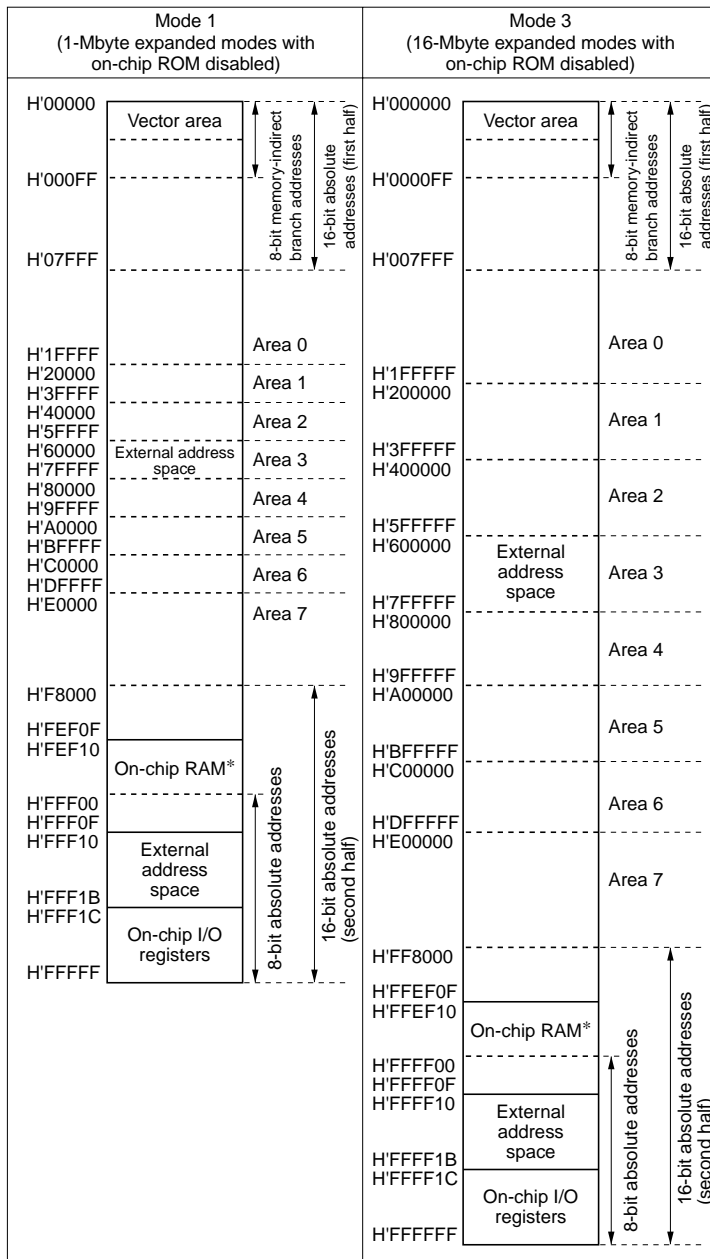 Mode 1
(1-Mbyte expanded modes with
on-chip ROM disabled)
H'00000
Vector area
H'000FF
H'07FFF
8-bit memory-indirect
branch addresses
16-bit absolute
addresses (first half)
H'1FFFF
Area 0
H'20000
H'3FFFF
Area 1
H'40000
H'5FFFF
Area 2
H'60000
H'7FFFF
External address
space
Area 3
H'80000
H'9FFFF
Area 4
H'A0000
H'BFFFF
Area 5
H'C0000
H'DFFFF
Area 6
H'E0000
Area 7
H'F8000
H'FEF0F
H'FEF10
On-chip RAM*
H'FFF00
H'FFF0F
H'FFF10
External
address
space
H'FFF1B
H'FFF1C
On-chip I/O
registers
H'FFFFF
8-bit absolute addresses
16-bit absolute addresses
(second half)
Mode 3
(16-Mbyte expanded modes with
on-chip ROM disabled)
H'000000
Vector area
H'0000FF
H'007FFF
8-bit memory-indirect
branch addresses
16-bit absolute
addresses (first half)
Area 0
H'1FFFFF
H'200000
Area 1
H'3FFFFF
H'400000
Area 2
H'5FFFFF
H'600000
External
address
space
Area 3
H'7FFFFF
H'800000
Area 4
H'9FFFFF
H'A00000
Area 5
H'BFFFFF
H'C00000
Area 6
H'DFFFFF
H'E00000
Area 7
H'FF8000
H'FFEF0F
H'FFEF10
On-chip RAM*
H'FFFF00
H'FFFF0F
H'FFFF10
External
address
space
H'FFFF1B
H'FFFF1C
On-chip I/O
registers
H'FFFFFF
8-bit absolute addresses
16-bit absolute addresses
(second half)